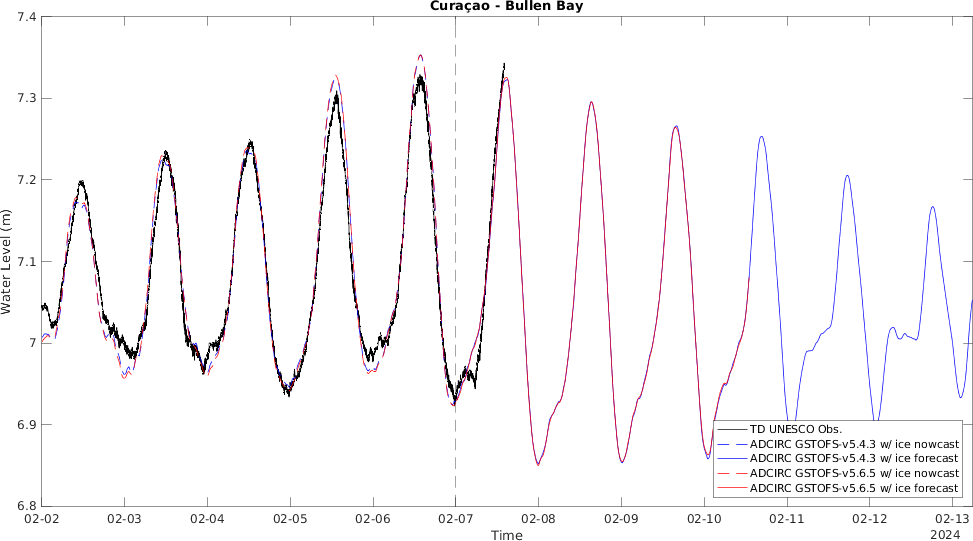 Curaçao - Bullen Bay
7.4
7.3
7.2
7.1
7
6.9
6.8
Water Level (m)
TD UNESCO Obs.
ADCIRC GSTOFS-v5.4.3 w/ ice nowcast
ADCIRC GSTOFS-v5.4.3 w/ ice forecast
ADCIRC GSTOFS-v5.6.5 w/ ice nowcast
ADCIRC GSTOFS-v5.6.5 w/ ice forecast
02-02 02-03 02-04 02-05 02-06 02-07 02-08 02-09 02-10 02-11 02-12 02-13
Time
2024